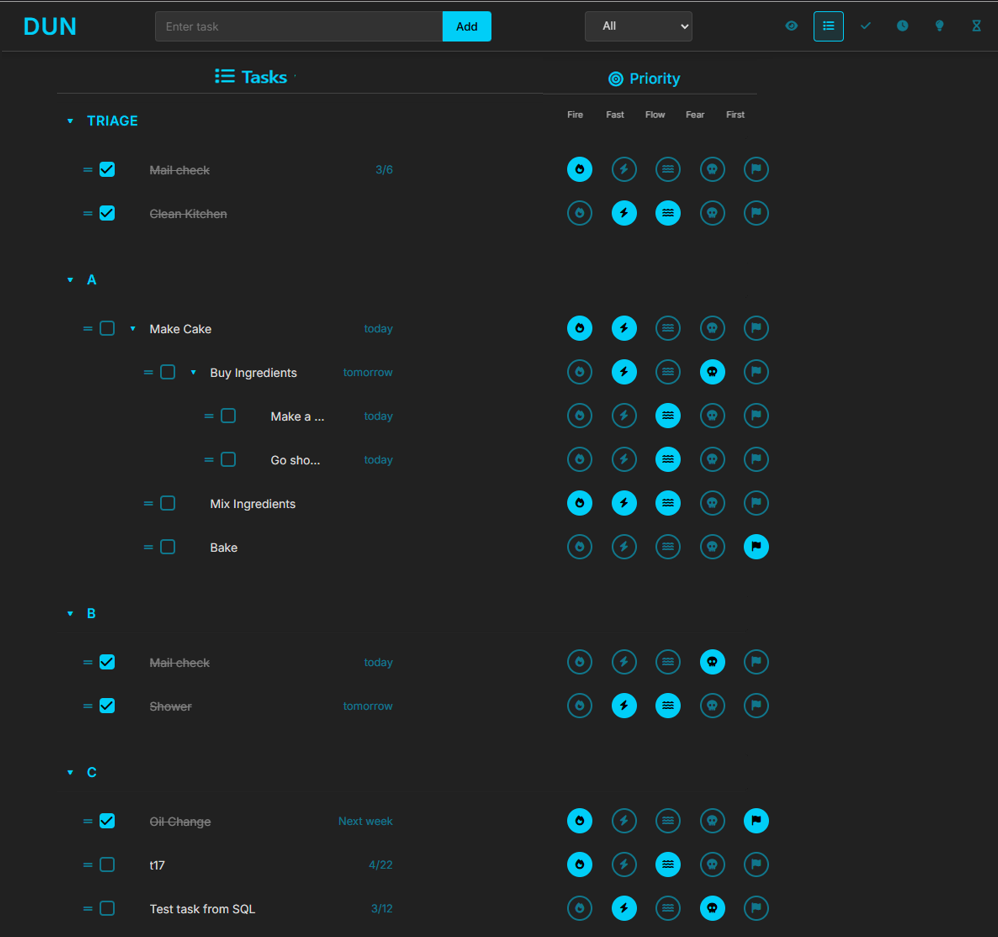 DUN Enter task Add All
Tasks Priority
TRIAGE Fire Fast Flow Fear First
Mail check 3/6
Clean Kitchen
A
Make Cake today
Buy Ingredients tomorrow
Make a ... today
Go sho... today
Mix Ingredients
Bake
B
Mail check today
Shower tomorrow
C
Oil Change Next week
t17 4/22
Test task from SQL 3/12